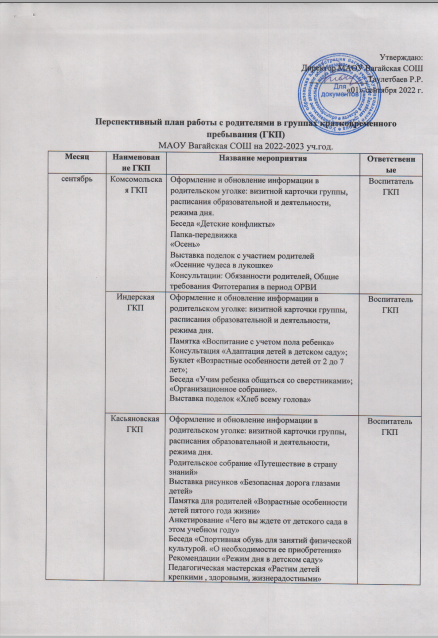 Утверждаю:
Директор МАОУ Вагайская СОШ
Таулетбаев Р.Р.
«01» сентября 2022 г.
Для
документов
Перспективный план работы с родителями в группах кратковременного
пребывания (ГКП)
МАОУ Вагайская СОШ на 2022-2023 уч.год.
Месяц
Наименован
ие ГКП
Название мероприятия
Ответственн
ые
сентябрь
Комсомольска
я ГКП
Оформление и обновление информации в
родительском уголке: визитной карточки группы,
расписания образовательной и деятельности,
режима дня.
Беседа «Детские конфликты»
Папка-передвижка
«Осень»
Выставка поделок с участием родителей
«Осенние чудеса в лукошке»
Консультации: Обязанности родителей, Общие
требования Фитотерапия в период ОРВИ
Воспитатель
ГКП
Индерская
ГКП
Оформление и обновление информации в
родительском уголке: визитной карточки группы,
расписания образовательной и деятельности,
режима дня.
Памятка «Воспитание с учетом пола ребенка»
Консультация «Адаптация детей в детском саду»;
Буклет «Возрастные особенности детей от 2 до 7
лет»;
Беседа «Учим ребенка общаться со сверстниками»;
«Организационное собрание».
Выставка поделок «Хлеб всему голова»
Воспитатель
ГКП
Касьяновская
ГКП
Оформление и обновление информации в
родительском уголке: визитной карточки группы,
расписания образовательной и деятельности,
режима дня.
Родительское собрание «Путешествие в страну
знаний»
Выставка рисунков «Безопасная дорога глазами
детей»
Памятка для родителей «Возрастные особенности
детей пятого года жизни»
Анкетирование «Чего вы ждете от детского сада в
этом учебном году»
Беседа «Спортивная обувь для занятий физической
культурой. «О необходимости ее приобретения»
Рекомендации «Режим дня в детском саду»
Педагогическая мастерская «Растим детей
крепкими , здоровыми, жизнерадостными»
Воспитатель
ГКП